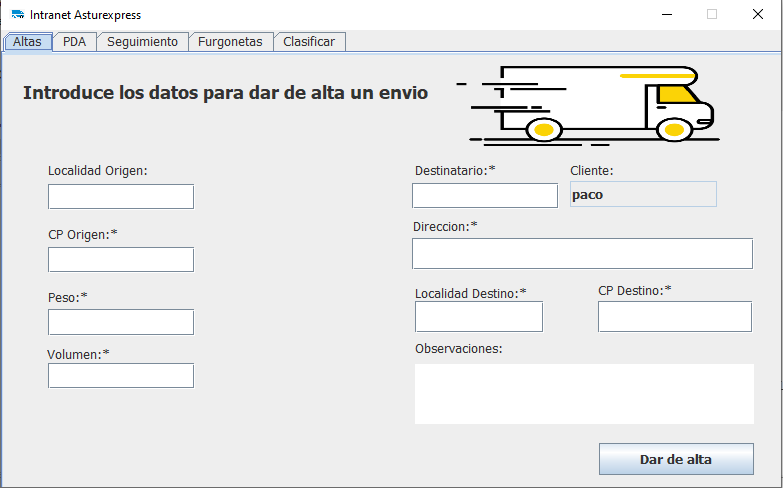 Intranet Asturexpress
Altas PDA Seguimiento Furgonetas Clasificar
Introduce los datos para dar de alta un envio
Localidad Origen:
CP Origen:*
Peso:*
Volumen:*
Destinatario:* Cliente:
paco
Direccion:*
Localidad Destino:* CP Destino:*
Observaciones:
Dar de alta